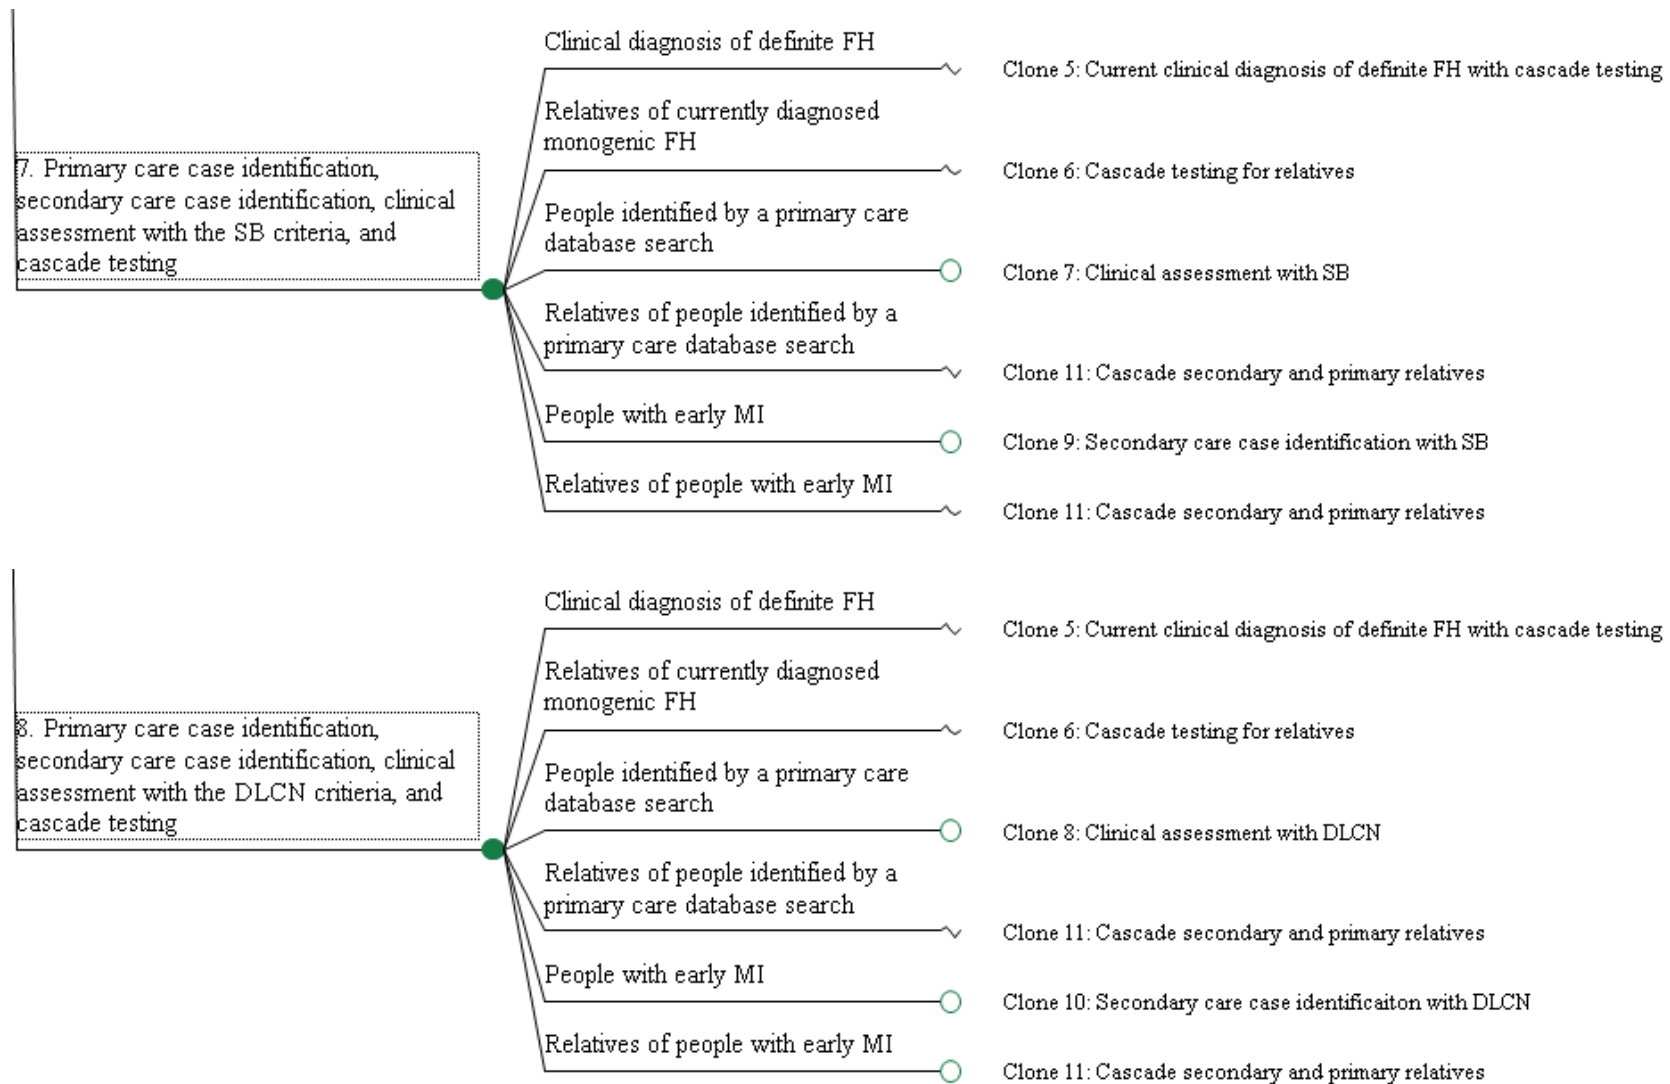 Clinical diagnosis of definite FH
Clone 5: Current clinical diagnosis of definite FH with cascade testing
Relatives of currently diagnosed
monogenic FH
Clone 6: Cascade testing for relatives
7. Primary care case identification,
secondary care case identification, clinical
assessment with the SB criteria, and
cascade testing
People identified by a primary care
database search
Clone 7: Clinical assessment with SB
Relatives of people identified by a
primary care database search
Clone 11: Cascade secondary and primary relatives
People with early MI
Clone 9: Secondary care case identification with SB
Relatives of people with early MI
Clone 11: Cascade secondary and primary relatives
Clinical diagnosis of definite FH
Clone 5: Current clinical diagnosis of definite FH with cascade testing
Relatives of currently diagnosed
monogenic FH
Clone 6: Cascade testing for relatives
8. Primary care case identification,
secondary care case identification, clinical
assessment with the DLCN critieria, and
cascade testing
People identified by a primary care
database search
Clone 8: Clinical assessment with DLCN
Relatives of people identified by a
primary care database search
Clone 11: Cascade secondary and primary relatives
People with early MI
Clone 10: Secondary care case identificaiton with DLCN
Relatives of people with early MI
Clone 11: Cascade secondary and primary relatives